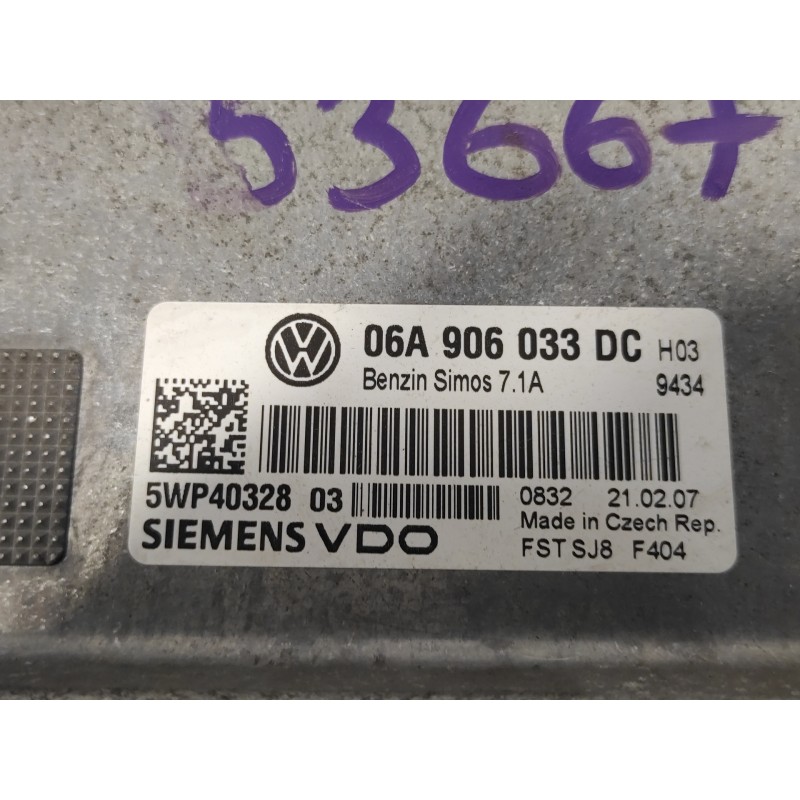 53667
06A 906 033 DC H03
Benzin Simos 7.1A 9434
5WP40328 03 0832 21.02.07
Made in Czech Rep.
SIEMENS VDO FST SJ8 F404